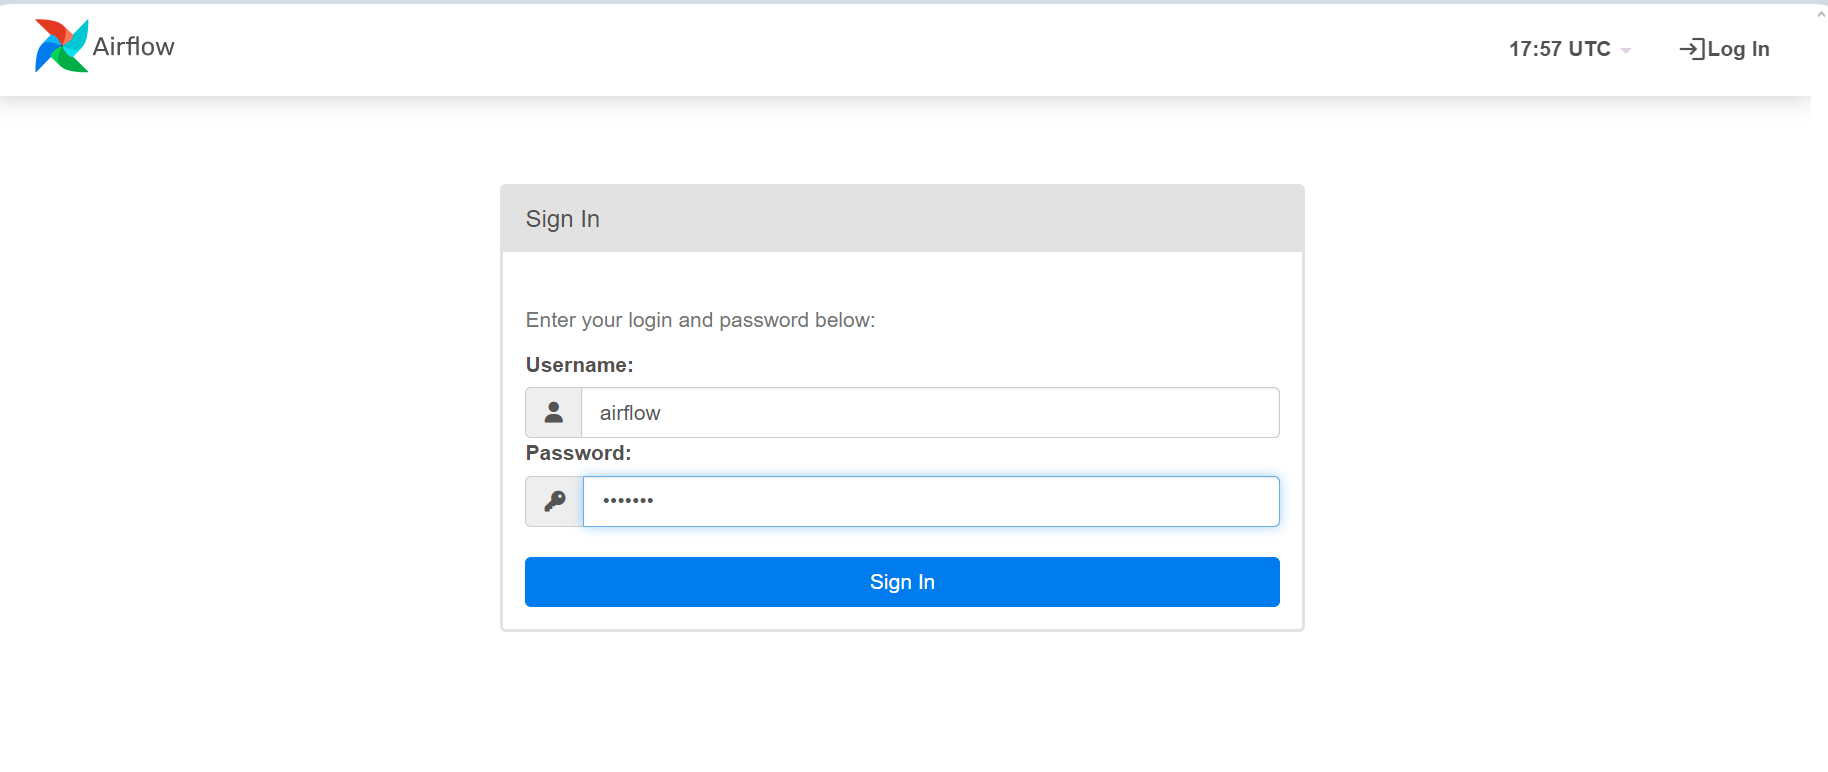 Airflow
17:57 UTC
Log In
Sign In
Enter your login and password below:
Username:
airflow
Password:
•••••••
Sign In